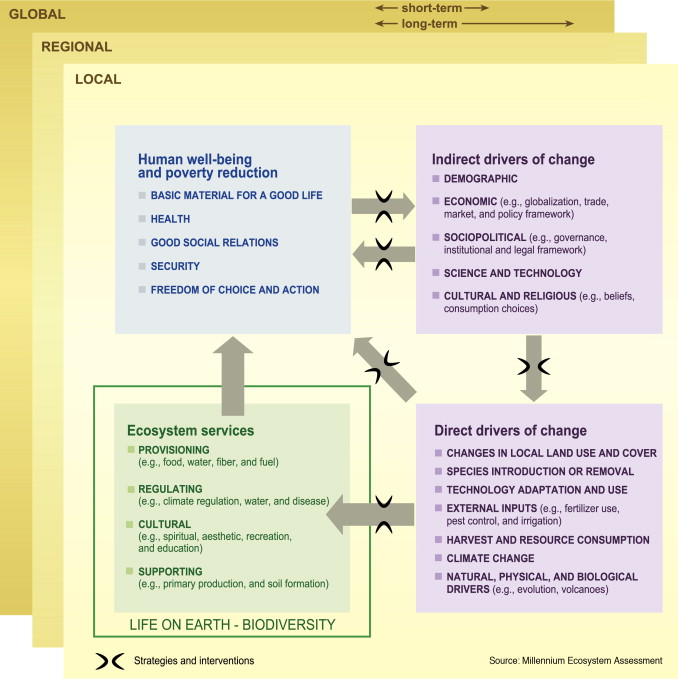 GLOBAL
short-term
long-term
REGIONAL
LOCAL
Human well-being
and poverty reduction
BASIC MATERIAL FOR A GOOD LIFE
HEALTH
GOOD SOCIAL RELATIONS
SECURITY
FREEDOM OF CHOICE AND ACTION
Indirect drivers of change
DEMOGRAPHIC
ECONOMIC (e.g., globalization, trade,
market, and policy framework)
SOCIOPOLITICAL (e.g., governance,
institutional and legal framework)
SCIENCE AND TECHNOLOGY
CULTURAL AND RELIGIOUS (e.g., beliefs,
consumption choices)
Ecosystem services
PROVISIONING
(e.g., food, water, fiber, and fuel)
REGULATING
(e.g., climate regulation, water, and disease)
CULTURAL
(e.g., spiritual, aesthetic, recreation,
and education)
SUPPORTING
(e.g., primary production, and soil formation)
LIFE ON EARTH - BIODIVERSITY
Direct drivers of change
CHANGES IN LOCAL LAND USE AND COVER
SPECIES INTRODUCTION OR REMOVAL
TECHNOLOGY ADAPTATION AND USE
EXTERNAL INPUTS (e.g., fertilizer use,
pest control, and irrigation)
HARVEST AND RESOURCE CONSUMPTION
CLIMATE CHANGE
NATURAL, PHYSICAL, AND BIOLOGICAL
DRIVERS (e.g., evolution, volcanoes)
Strategies and interventions
Source: Millennium Ecosystem Assessment